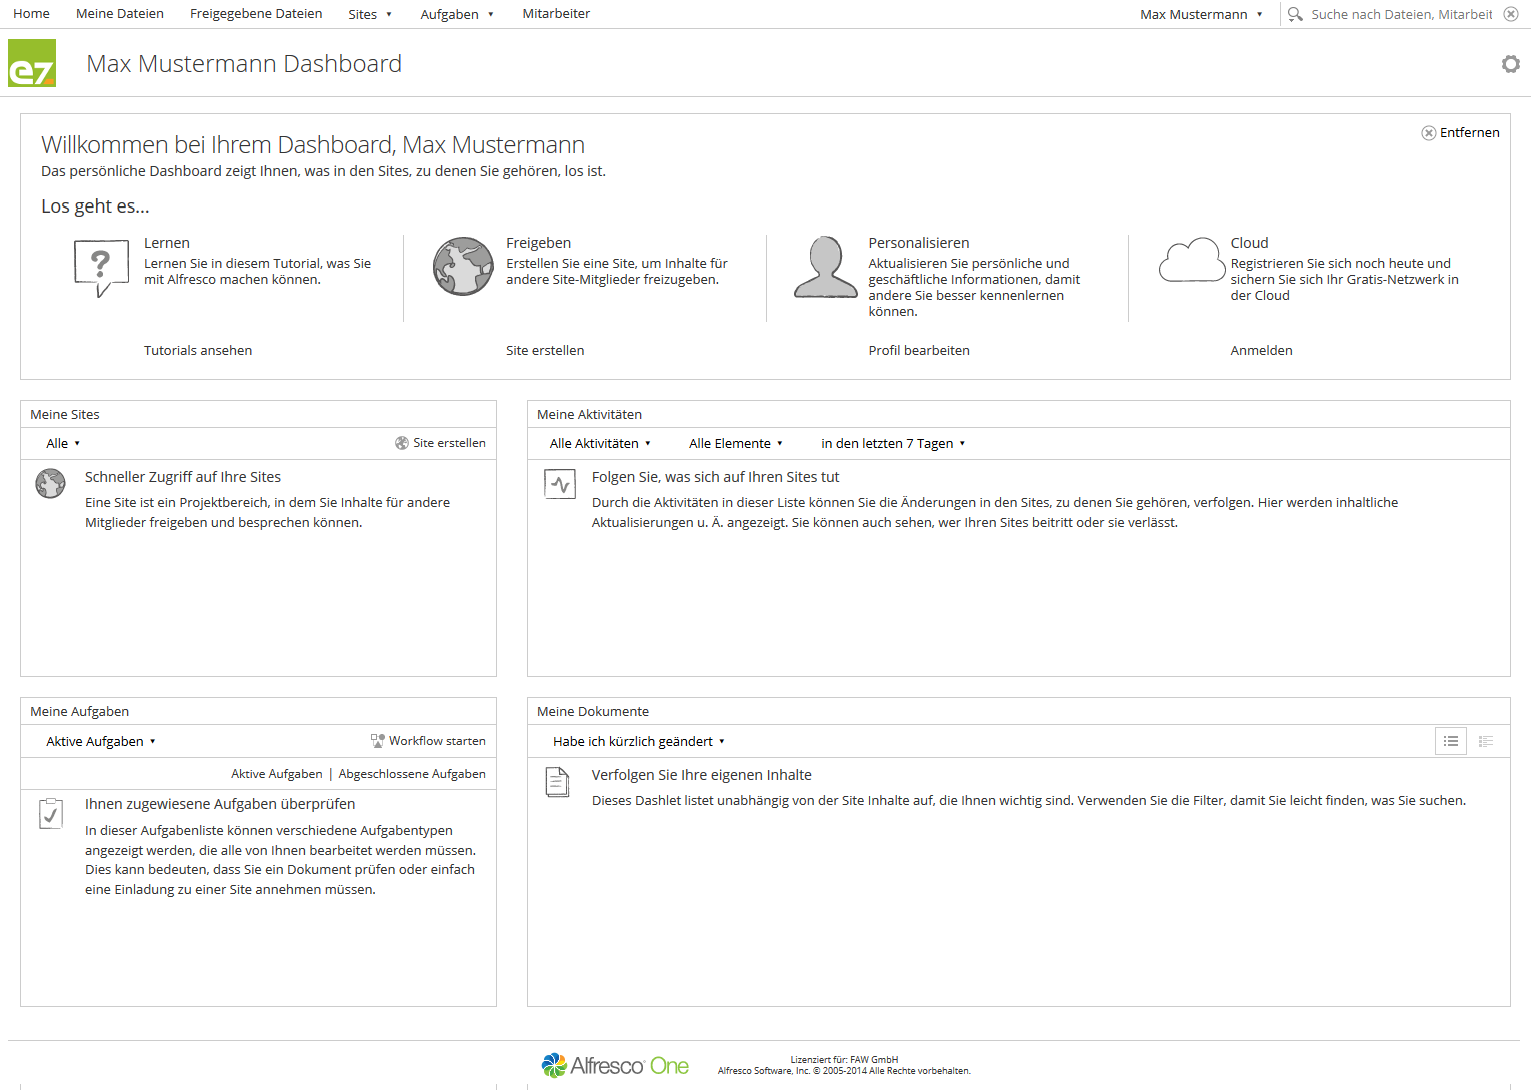 Home Meine Dateien Freigegebene Dateien Sites Aufgaben Mitarbeiter Max Mustermann Suche nach Dateien, Mitarbeit
ez Max Mustermann Dashboard
Willkommen bei Ihrem Dashboard, Max Mustermann
Entfernen
Das persönliche Dashboard zeigt Ihnen, was in den Sites, zu denen Sie gehören, los ist.
Los geht es...
Lernen
Lernen Sie in diesem Tutorial, was Sie
mit Alfresco machen können.
Tutorials ansehen
Freigeben
Erstellen Sie eine Site, um Inhalte für
andere Site-Mitglieder freizugeben.
Site erstellen
Personalisieren
Aktualisieren Sie persönliche und
geschäftliche Informationen, damit
andere Sie besser kennenlernen
können.
Profil bearbeiten
Cloud
Registrieren Sie sich noch heute und
sichern Sie sich Ihr Gratis-Netzwerk in
der Cloud
Anmelden
Meine Sites
Alle Site erstellen
Schneller Zugriff auf Ihre Sites
Eine Site ist ein Projektbereich, in dem Sie Inhalte für andere
Mitglieder freigeben und besprechen können.
Meine Aktivitäten
Alle Aktivitäten Alle Elemente in den letzten 7 Tagen
Folgen Sie, was sich auf Ihren Sites tut
Durch die Aktivitäten in dieser Liste können Sie die Änderungen in den Sites, zu denen Sie gehören, verfolgen. Hier werden inhaltliche
Aktualisierungen u. Ä. angezeigt. Sie können auch sehen, wer Ihren Sites beitritt oder sie verlässt.
Meine Aufgaben
Aktive Aufgaben Workflow starten
Aktive Aufgaben | Abgeschlossene Aufgaben
Ihnen zugewiesene Aufgaben überprüfen
In dieser Aufgabenliste können verschiedene Aufgabentypen
angezeigt werden, die alle von Ihnen bearbeitet werden müssen.
Dies kann bedeuten, dass Sie ein Dokument prüfen oder einfach
eine Einladung zu einer Site annehmen müssen.
Meine Dokumente
Habe ich kürzlich geändert
Verfolgen Sie Ihre eigenen Inhalte
Dieses Dashlet listet unabhängig von der Site Inhalte auf, die Ihnen wichtig sind. Verwenden Sie die Filter, damit Sie leicht finden, was Sie suchen.
Alfresco One
Lizenziert für: FAW GmbH
Alfresco Software, Inc. © 2005-2014 Alle Rechte vorbehalten.